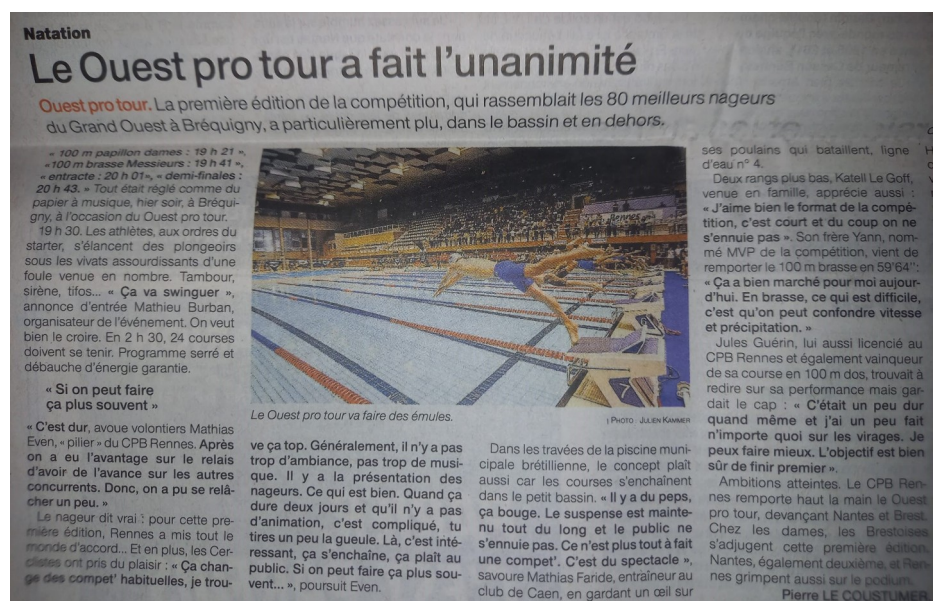 Natation
Le Ouest pro tour a fait l'unanimité
Ouest pro tour. La première édition de la compétition, qui rassemblait les 80 meilleurs nageurs
du Grand Ouest à Bréquigny, a particulièrement plu, dans le bassin et en dehors.
« 100 m papillon dames : 19 h 21 »,
« 100 m brasse Messieurs : 19 h 41 »,
« entracte : 20 h 01 », « demi-finales :
20 h 43. » Tout était réglé comme du
papier à musique, hier soir, à Bréqui-
gny, à l'occasion du Ouest pro tour.
19 h 30. Les athlètes, aux ordres du
starter, s'élancent des plongeoirs
sous les vivats assourdissants d'une
foule venue en nombre. Tambour,
sirène, tifos... « Ça va swinguer »,
annonce d'entrée Mathieu Burban,
organisateur de l'événement. On veut
bien le croire. En 2 h 30, 24 courses
doivent se tenir. Programme serré et
débauche d'énergie garantie.
« Si on peut faire
ça plus souvent »
« C'est dur, avoue volontiers Mathias
Even, « pilier » du CPB Rennes. Après
on a eu l'avantage sur le relais
d'avoir de l'avance sur les autres
concurrents. Donc, on a pu se relâ-
cher un peu. »
Le nageur dit vrai : pour cette pre-
mière édition, Rennes a mis tout le
monde d'accord... Et en plus, les Cer-
clistes ont pris du plaisir : « Ça chan-
ge des compet' habituelles, je trou-
Rennes
Le Ouest pro tour va faire des émules.
| PHOTO : JULIEN KAMMER
ve ça top. Généralement, il n'y a pas
trop d'ambiance, pas trop de musi-
que. Il y a la présentation des
nageurs. Ce qui est bien. Quand ça
dure deux jours et qu'il n'y a pas
d'animation, c'est compliqué, tu
tires un peu la gueule. Là, c'est inté-
ressant, ça s'enchaîne, ça plaît au
public. Si on peut faire ça plus sou-
vent... », poursuit Even.
Dans les travées de la piscine muni-
cipale brétillienne, le concept plaît
aussi car les courses s'enchaînent
dans le petit bassin. « Il y a du peps,
ça bouge. Le suspense est mainte-
nu tout du long et le public ne
s'ennuie pas. Ce n'est plus tout à fait
une compet'. C'est du spectacle »,
savoure Mathias Faride, entraîneur au
club de Caen, en gardant un œil sur
ses poulains qui bataillent, ligne
d'eau n° 4.
Deux rangs plus bas, Katell Le Goff,
venue en famille, apprécie aussi :
« J'aime bien le format de la compé-
tition, c'est court et du coup on ne
s'ennuie pas ». Son frère Yann, nom-
mé MVP de la compétition, vient de
remporter le 100 m brasse en 59'64'':
« Ça a bien marché pour moi aujour-
d'hui. En brasse, ce qui est difficile,
c'est qu'on peut confondre vitesse
et précipitation. »
Jules Guérin, lui aussi licencié au
CPB Rennes et également vainqueur
de sa course en 100 m dos, trouvait à
redire sur sa performance mais gar-
dait le cap : « C'était un peu dur
quand même et j'ai un peu fait
n'importe quoi sur les virages. Je
peux faire mieux. L'objectif est bien
sûr de finir premier ».
Ambitions atteintes. Le CPB Ren-
nes remporte haut la main le Ouest
pro tour, devançant Nantes et Brest.
Chez les dames, les Brestoises
s'adjugent cette première édition.
Nantes, également deuxième, et Ren-
nes grimpent aussi sur le podium.
Pierre LE COUSTUMER.